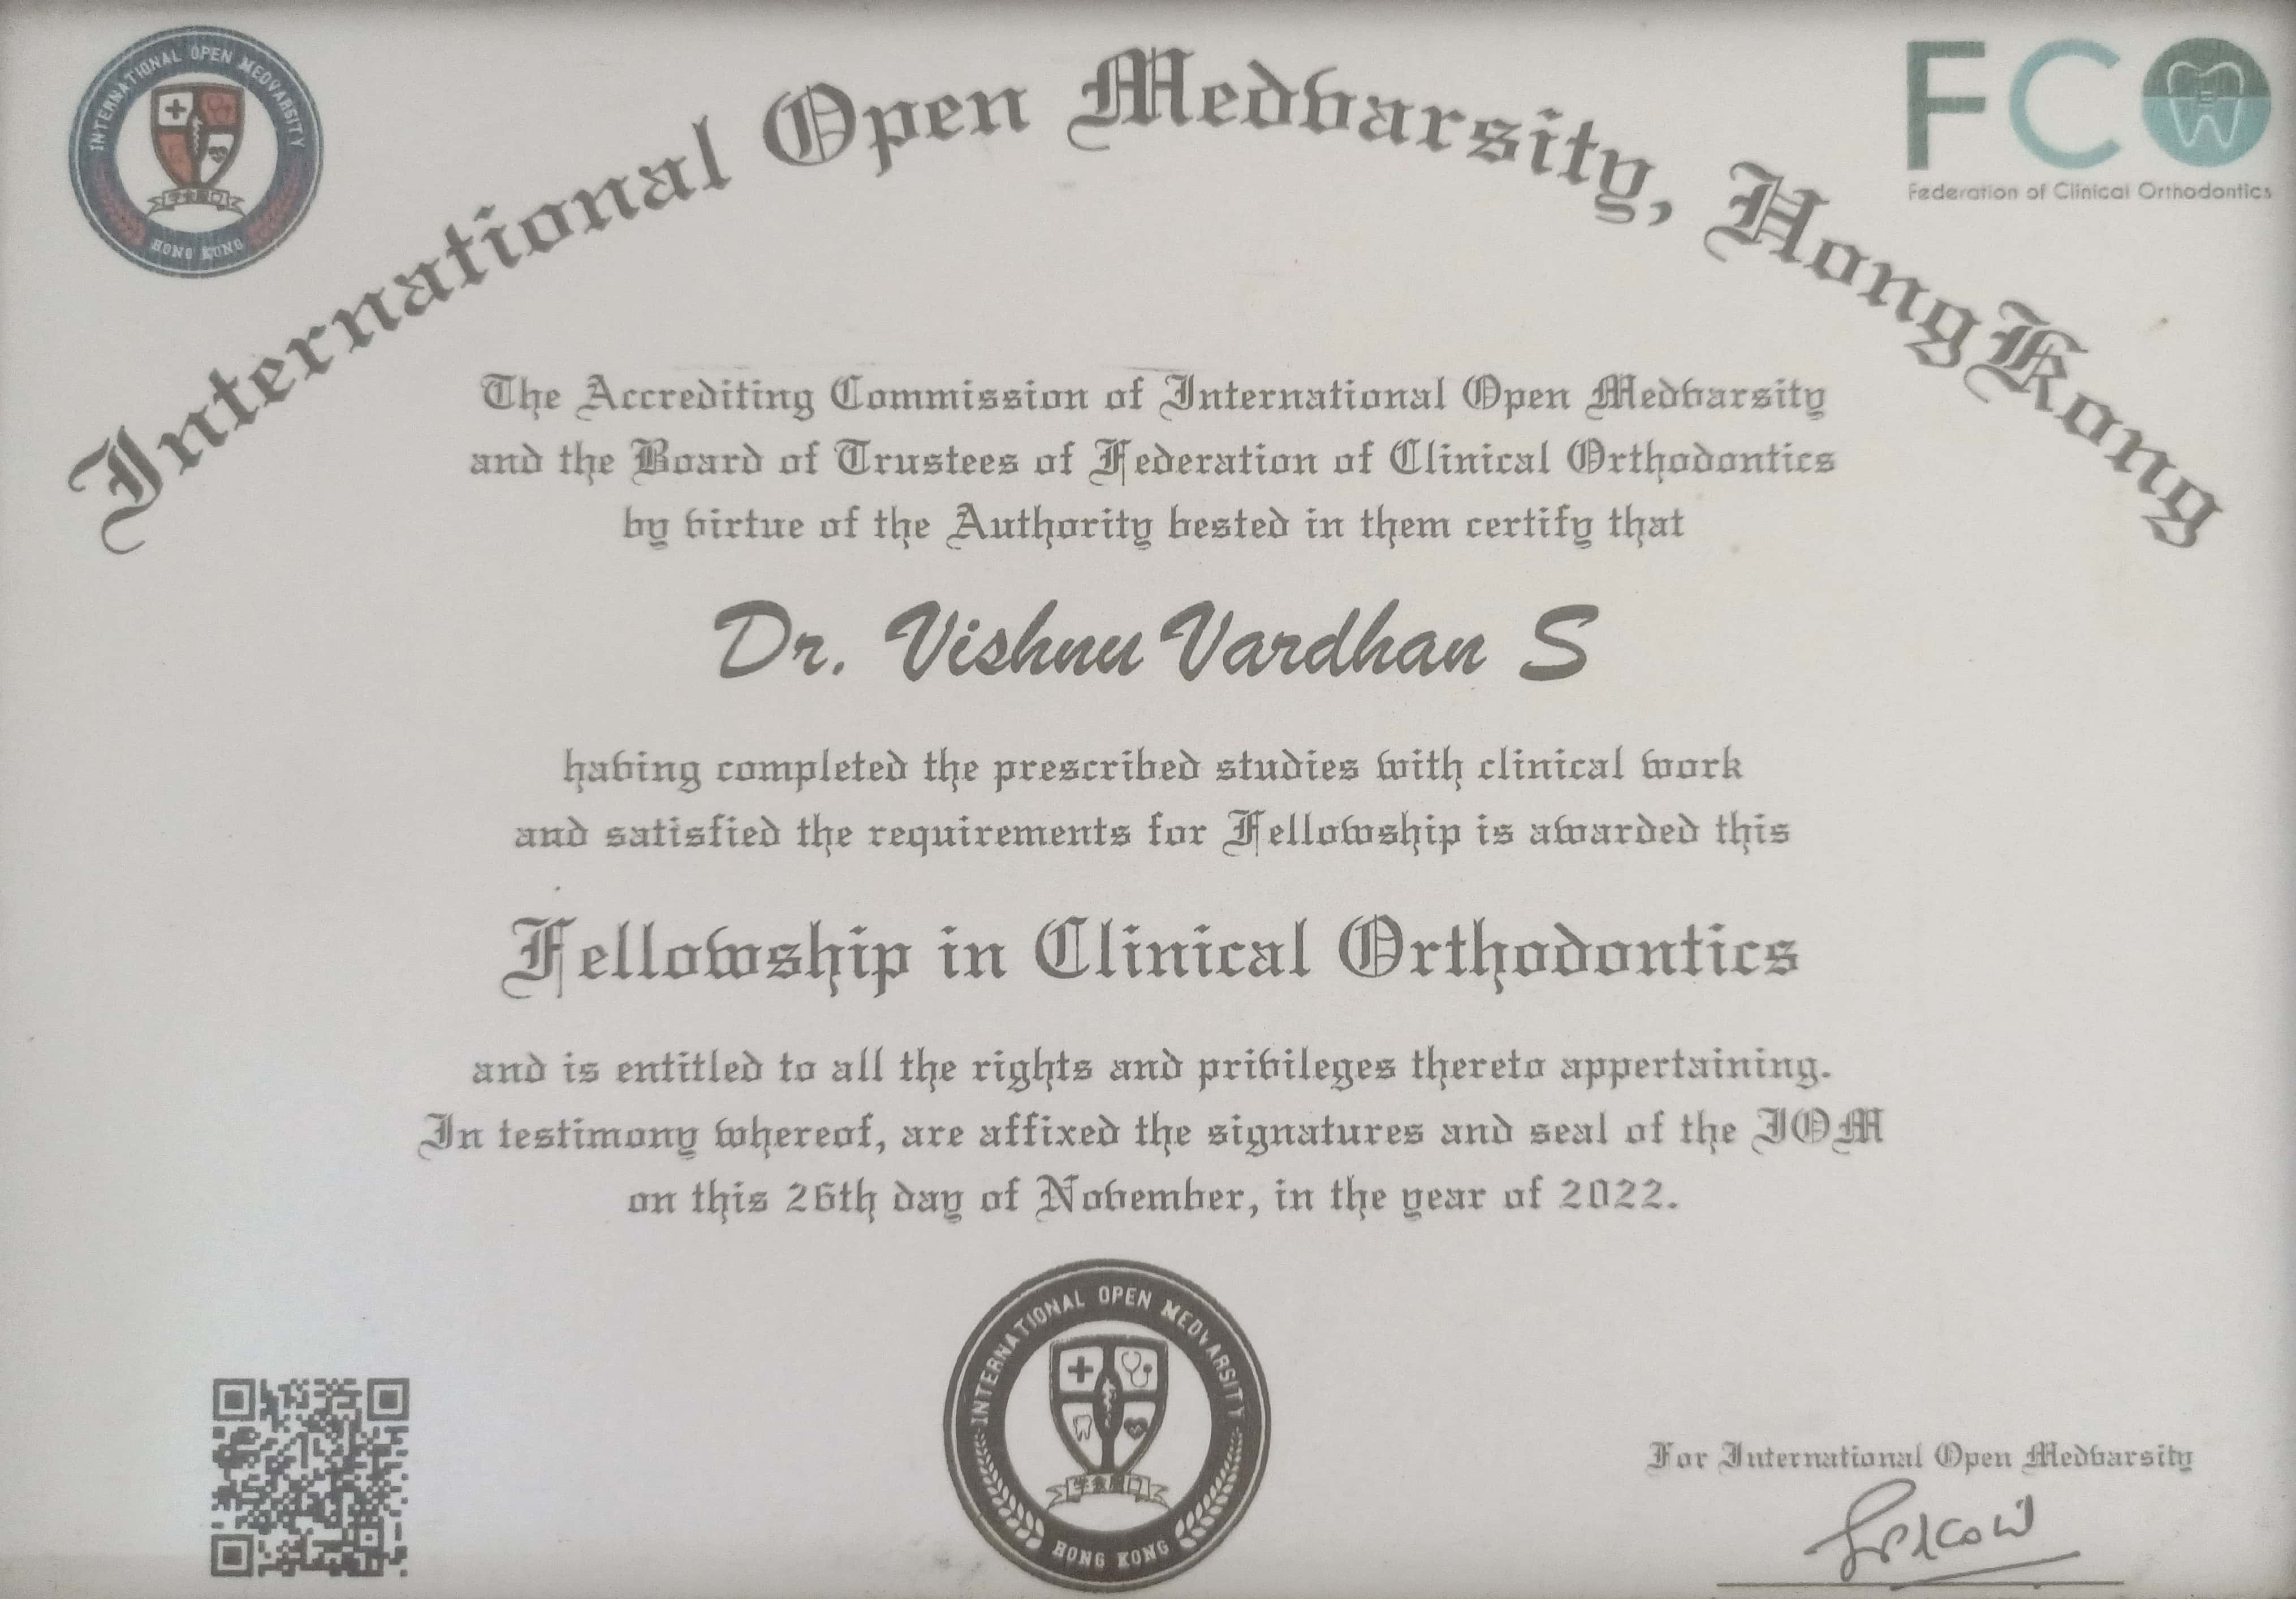 INTERNATIONAL OPEN MEDVARSITY
HONG KONG
International Open Medvarsity, HongKong
FCO
Federation of Clinical Orthodontics
The Accrediting Commission of International Open Medvarsity
and the Board of Trustees of Federation of Clinical Orthodontics
by virtue of the Authority vested in them certify that
Dr. Vishnu Vardhan S
having completed the prescribed studies with clinical work
and satisfied the requirements for Fellowship is awarded this
Fellowship in Clinical Orthodontics
and is entitled to all the rights and privileges thereto appertaining.
In testimony whereof, are affixed the signatures and seal of the IOM
on this 26th day of November, in the year of 2022.
INTERNATIONAL OPEN MEDVARSITY
HONG KONG
For International Open Medvarsity